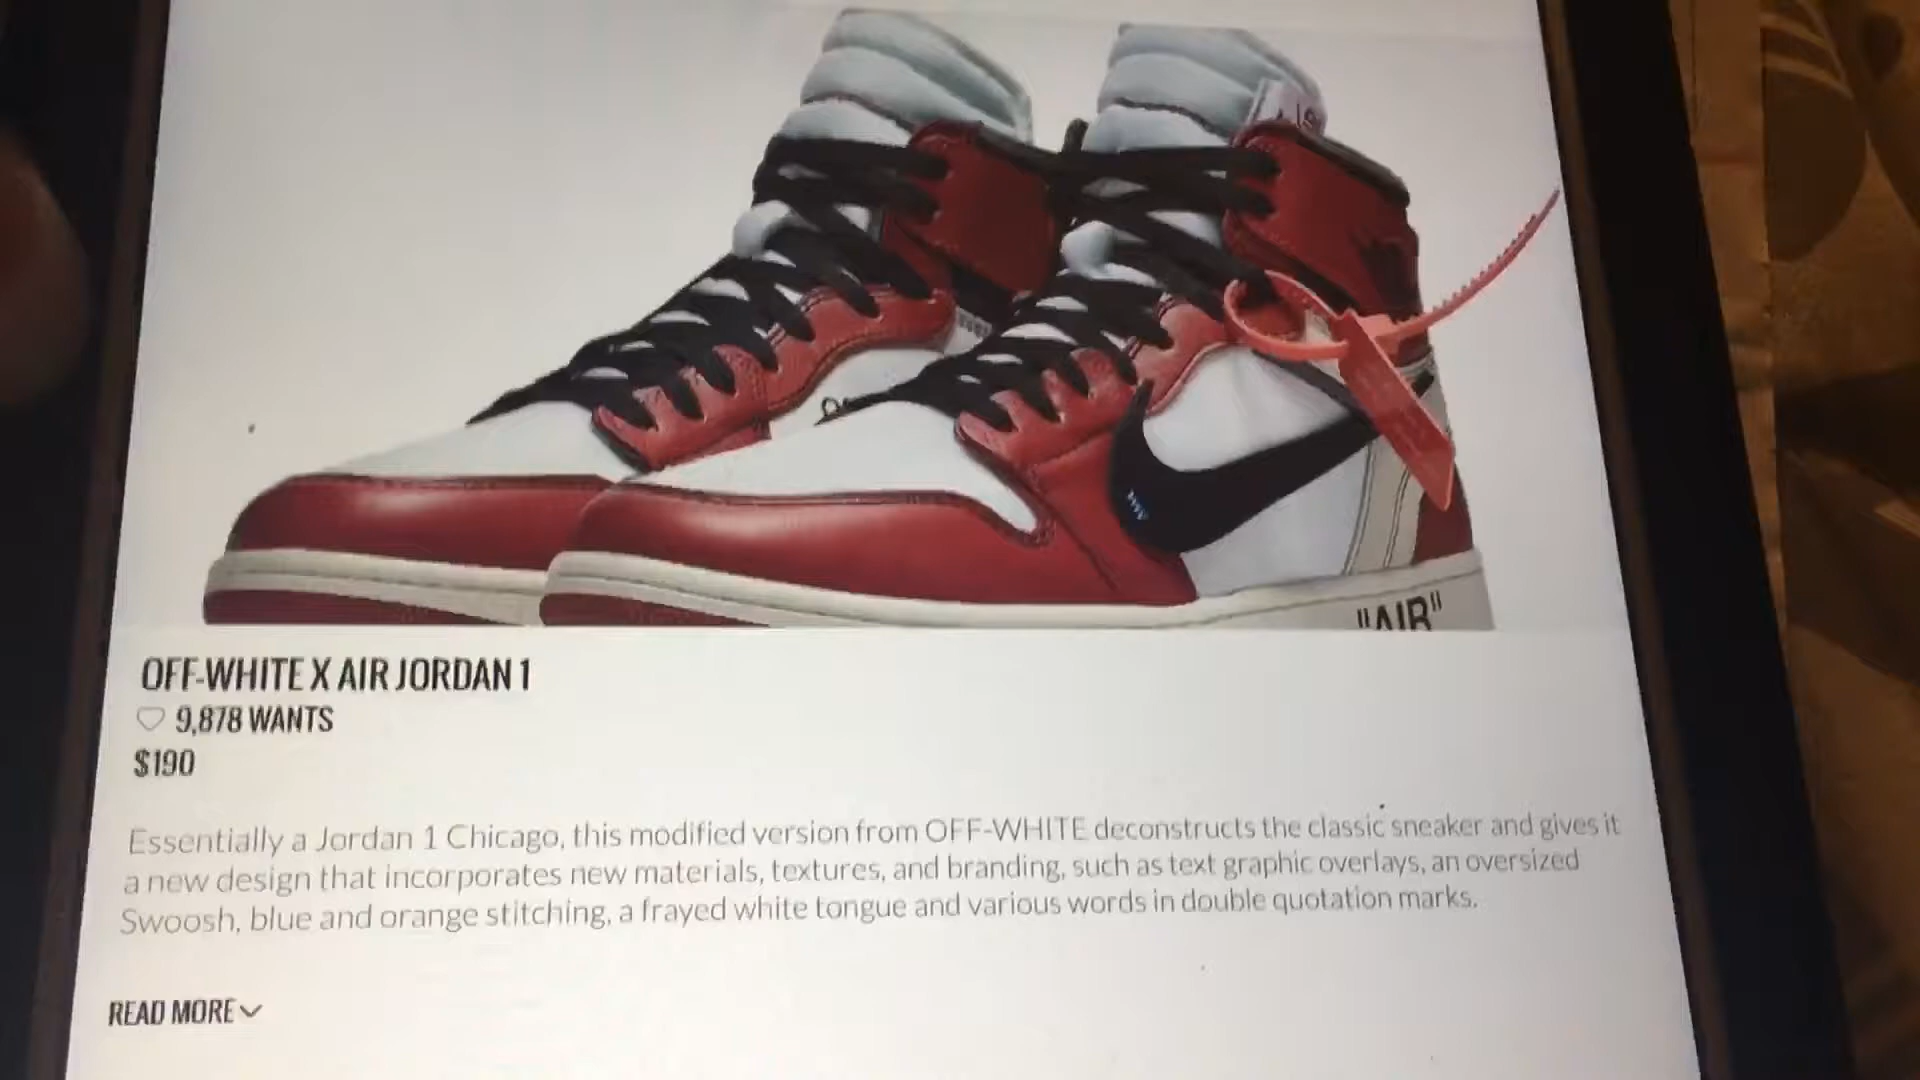 "AIR"
OFF-WHITE X AIR JORDAN 1
9,878 WANTS
$190
Essentially a Jordan 1 Chicago, this modified version from OFF-WHITE deconstructs the classic sneaker and gives it
a new design that incorporates new materials, textures, and branding, such as text graphic overlays, an oversized
Swoosh, blue and orange stitching, a frayed white tongue and various words in double quotation marks.
READ MORE